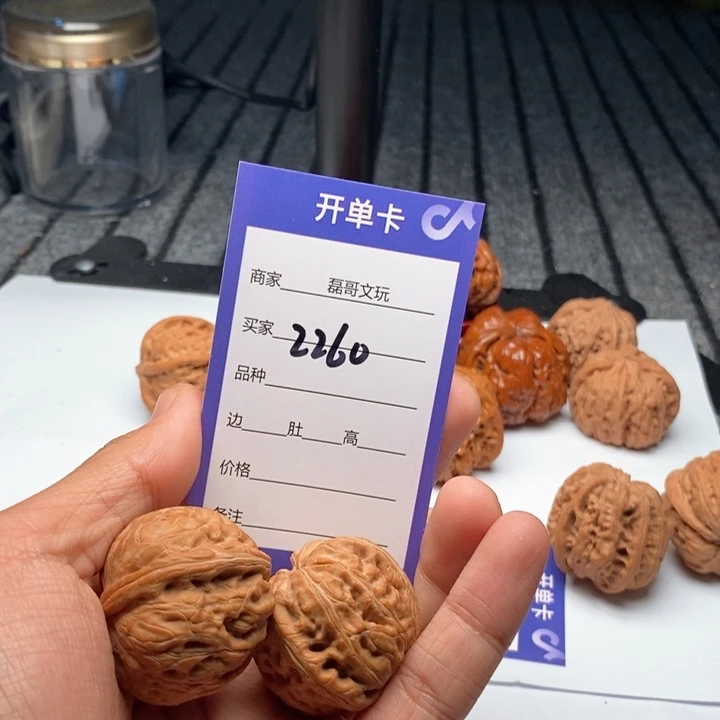 开单卡
商家 磊哥文玩
买家 2260
品种
边 肚 高
价格
备注
开单卡